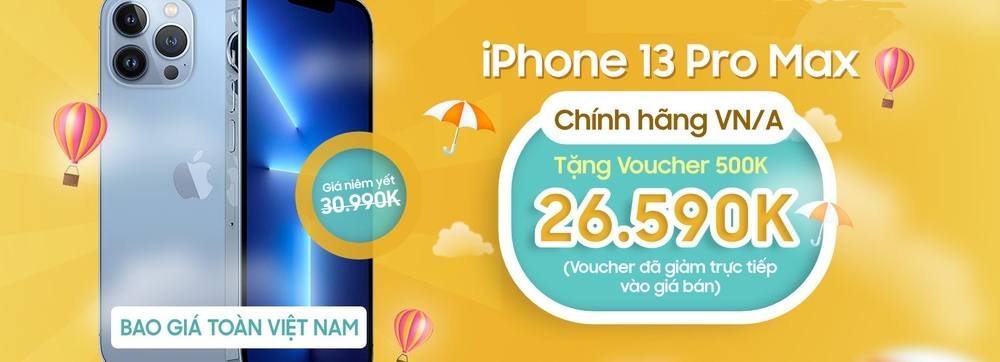 iPhone 13 Pro Max
Chính hãng VN/A
Tặng Voucher 500K
26.590K
(Voucher đã giảm trực tiếp
vào giá bán)
Giá niêm yết
30.990K
BAO GIÁ TOÀN VIỆT NAM